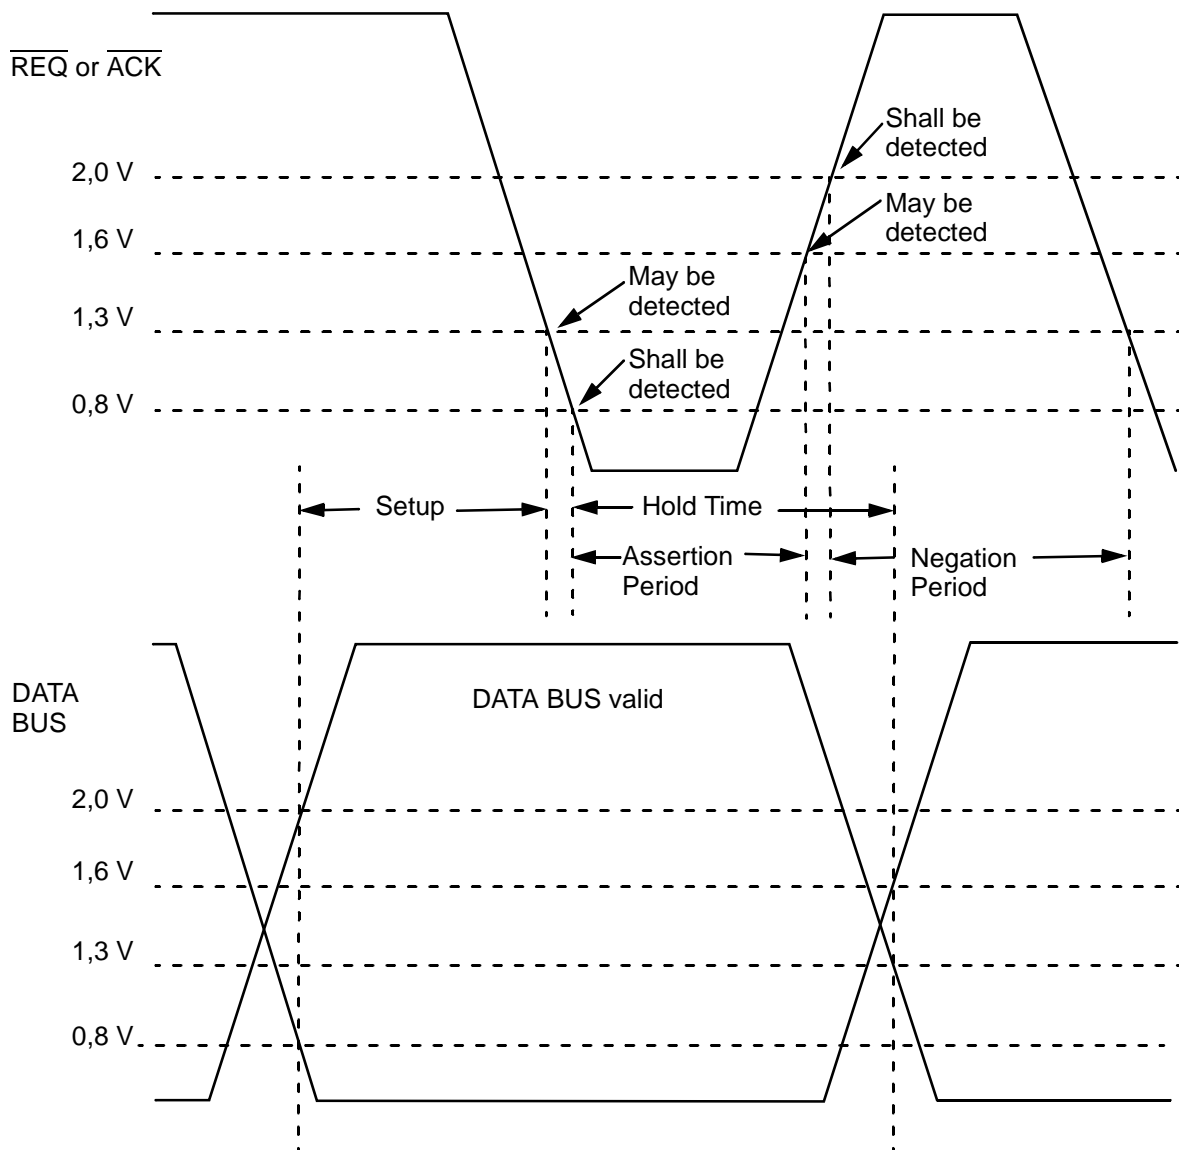 REQ or ACK
Shall be
detected
2,0 V
May be
detected
1,6 V
May be
detected
1,3 V
Shall be
detected
0,8 V
Setup
Hold Time
Assertion
Period
Negation
Period
DATA
BUS
DATA BUS valid
2,0 V
1,6 V
1,3 V
0,8 V